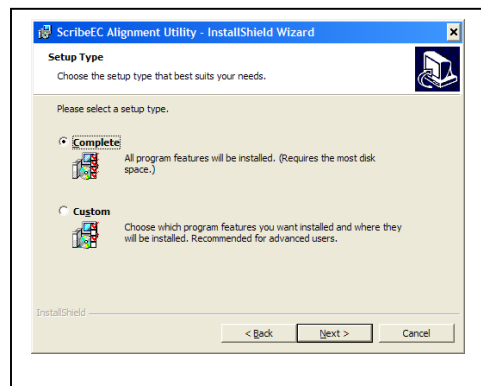 ScribeEC Alignment Utility - InstallShield Wizard
Setup Type
Choose the setup type that best suits your needs.
Please select a setup type.
Complete
All program features will be installed. (Requires the most disk
space.)
Custom
Choose which program features you want installed and where they
will be installed. Recommended for advanced users.
InstallShield
< Back Next > Cancel